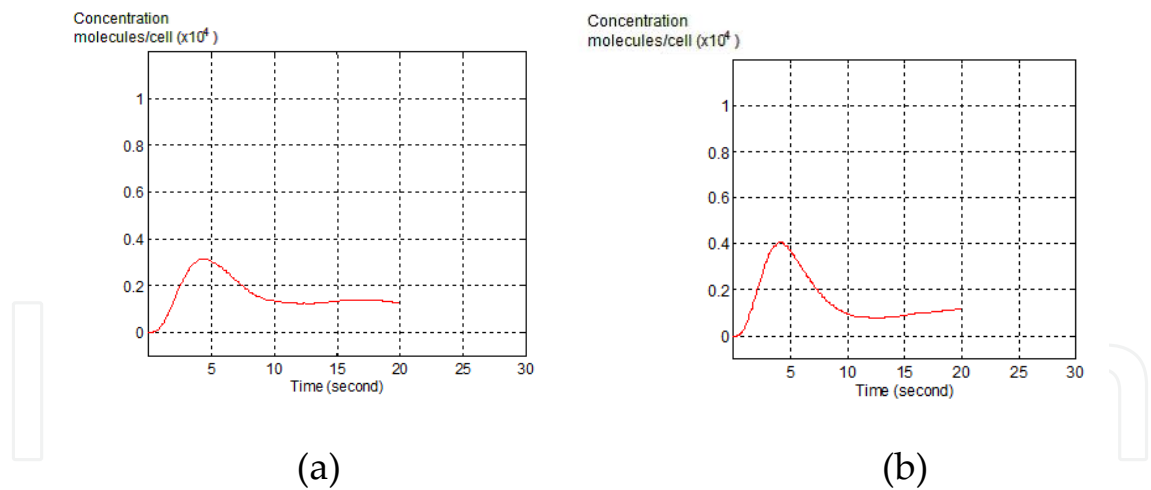 Concentration
molecules/cell (x10⁴ )
1
0.8
0.6
0.4
0.2
0
5 10 15 20 25 30
Time (second)
(a)
Concentration
molecules/cell (x10⁴ )
1
0.8
0.6
0.4
0.2
0
5 10 15 20 25 30
Time (second)
(b)